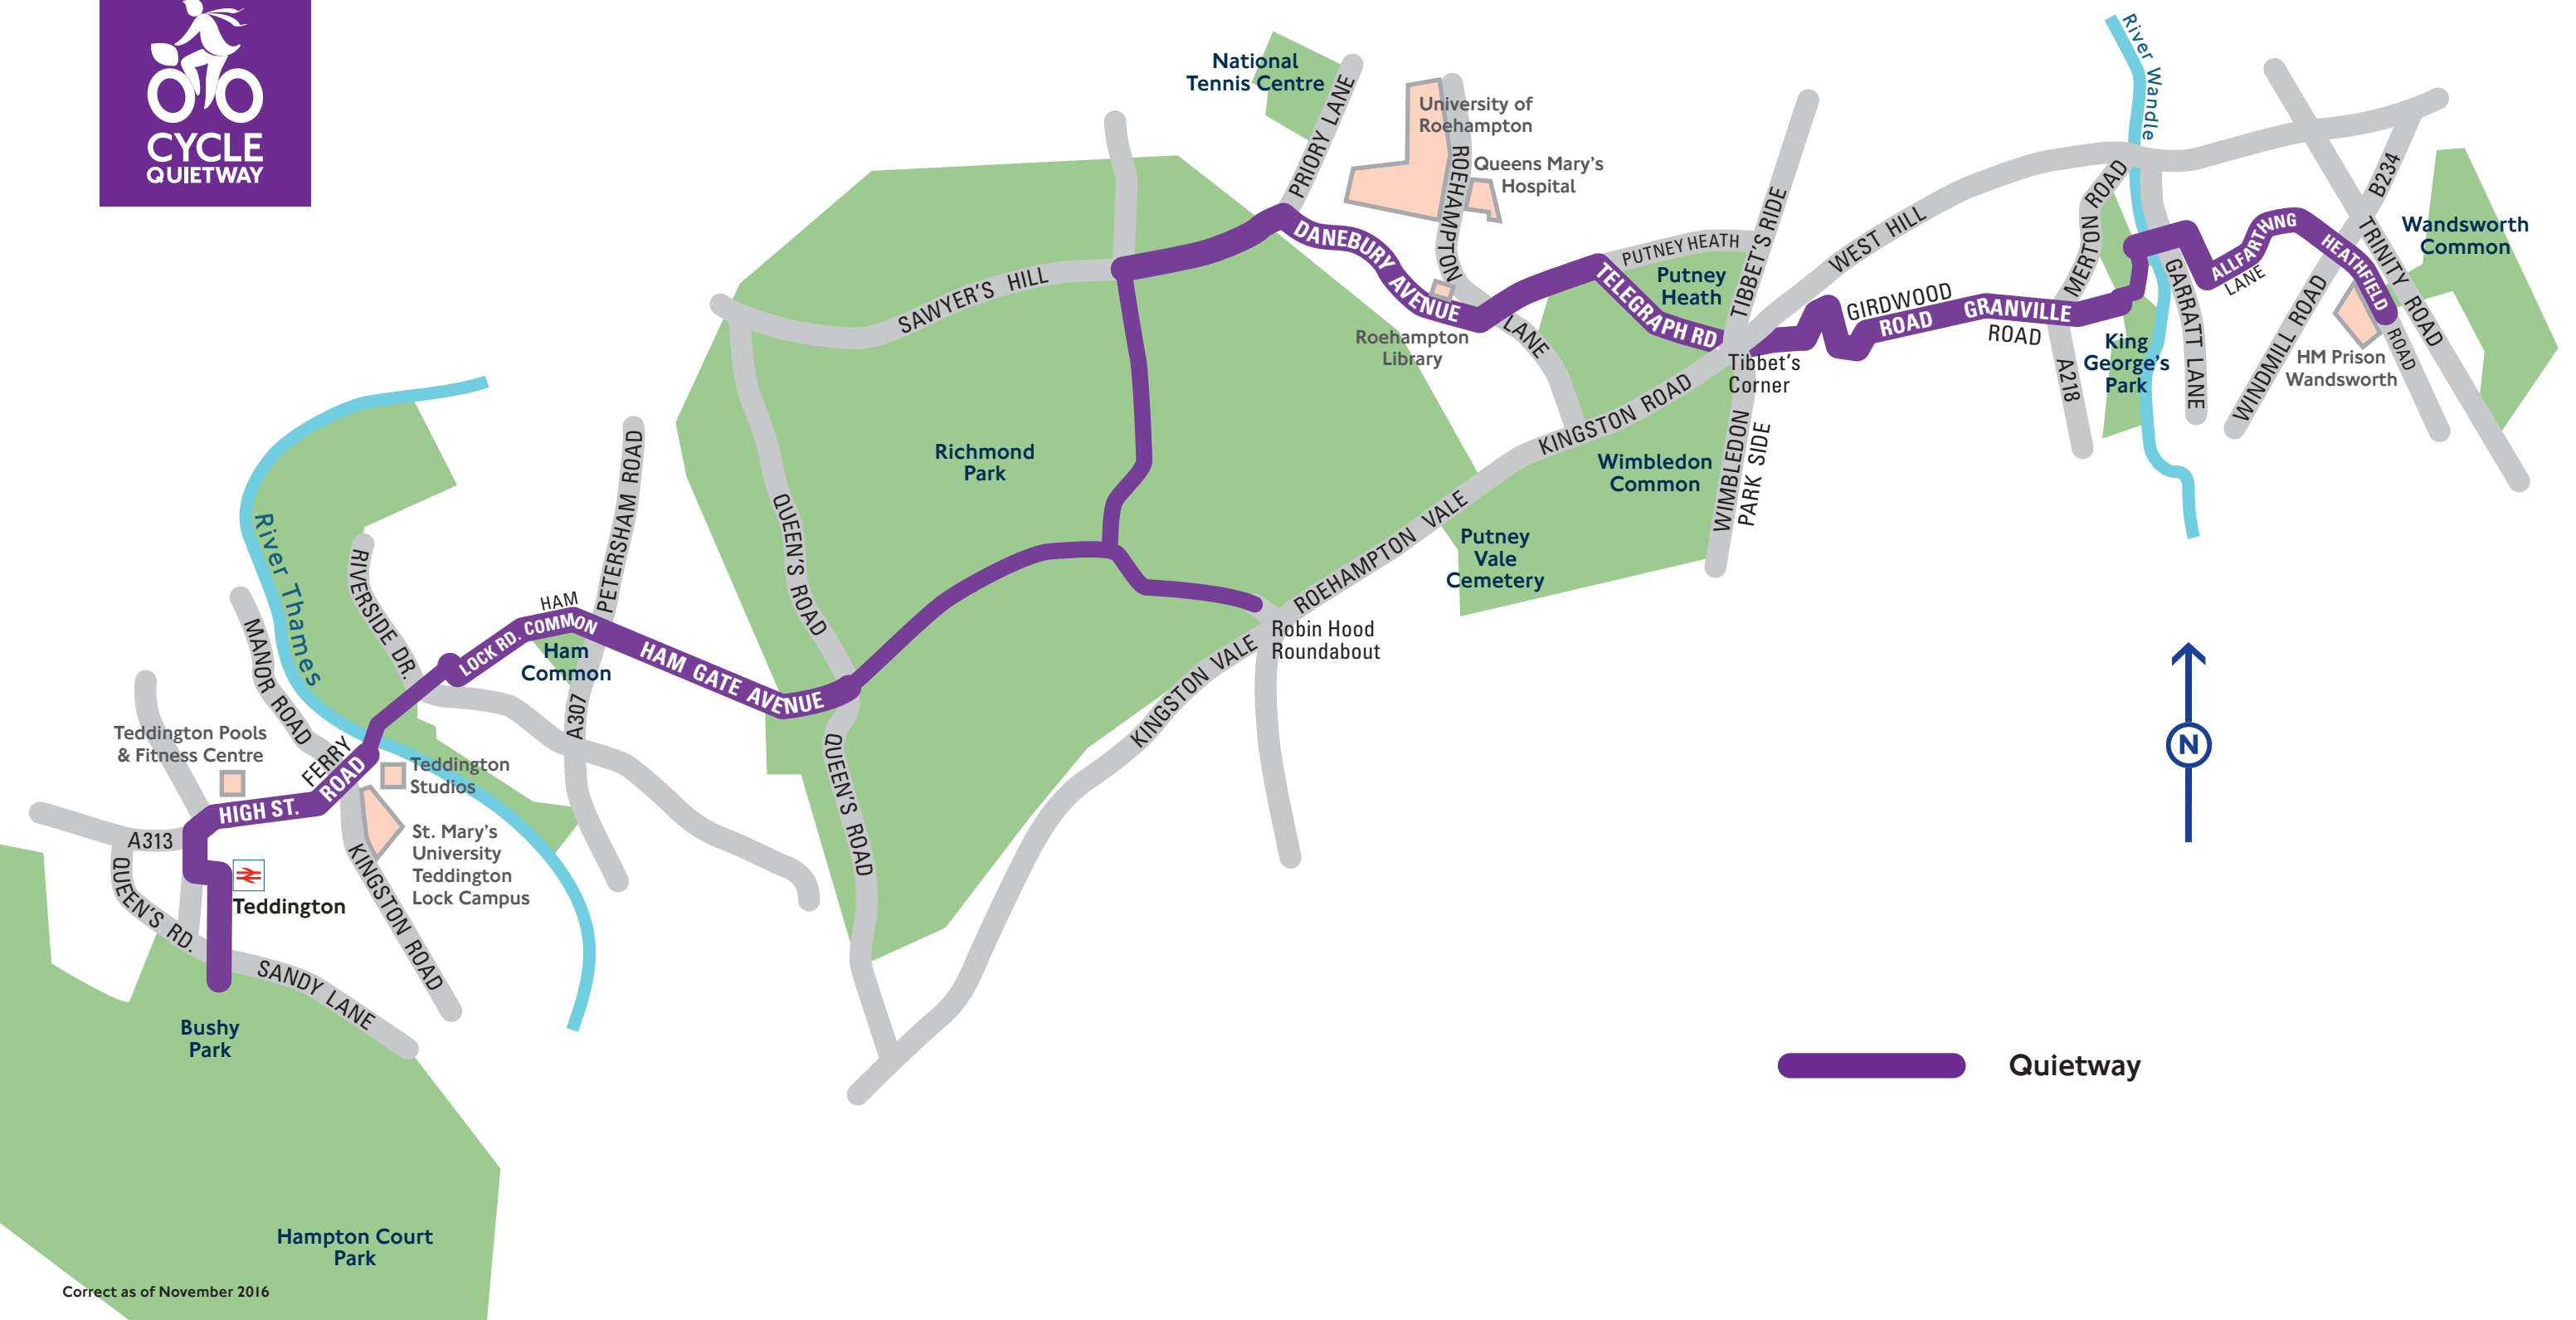 CYCLE
QUIETWAY
National
Tennis Centre
PRIORY LANE
University of
Roehampton
Queens Mary's
Hospital
ROEHAMPTON
LANE
DANEBURY AVENUE
Roehampton
Library
PUTNEY HEATH
Putney
Heath
TELEGRAPH RD.
TIBBET'S RIDE
Tibbet's
Corner
WEST HILL
GIRDWOOD
ROAD
GRANVILLE
ROAD
MERTON ROAD
A218
River Wandle
King
George's
Park
GARRATT LANE
ALLFARTHING
LANE
HEATHFIELD
ROAD
B234
TRINITY ROAD
WINDMILL ROAD
HM Prison
Wandsworth
Wandsworth
Common
SAWYER'S HILL
Richmond
Park
QUEEN'S ROAD
QUEEN'S ROAD
KINGSTON ROAD
Wimbledon
Common
WIMBLEDON
PARK SIDE
Putney
Vale
Cemetery
ROEHAMPTON VALE
Robin Hood
Roundabout
KINGSTON VALE
River Thames
RIVERSIDE DR.
PETERSHAM ROAD
HAM
COMMON
LOCK RD.
Ham
Common
HAM GATE AVENUE
A307
MANOR ROAD
FERRY
ROAD
Teddington Pools
& Fitness Centre
Teddington
Studios
HIGH ST.
St. Mary's
University
Teddington
Lock Campus
A313
QUEEN'S RD.
Teddington
KINGSTON ROAD
SANDY LANE
Bushy
Park
Hampton Court
Park
N
Quietway
Correct as of November 2016